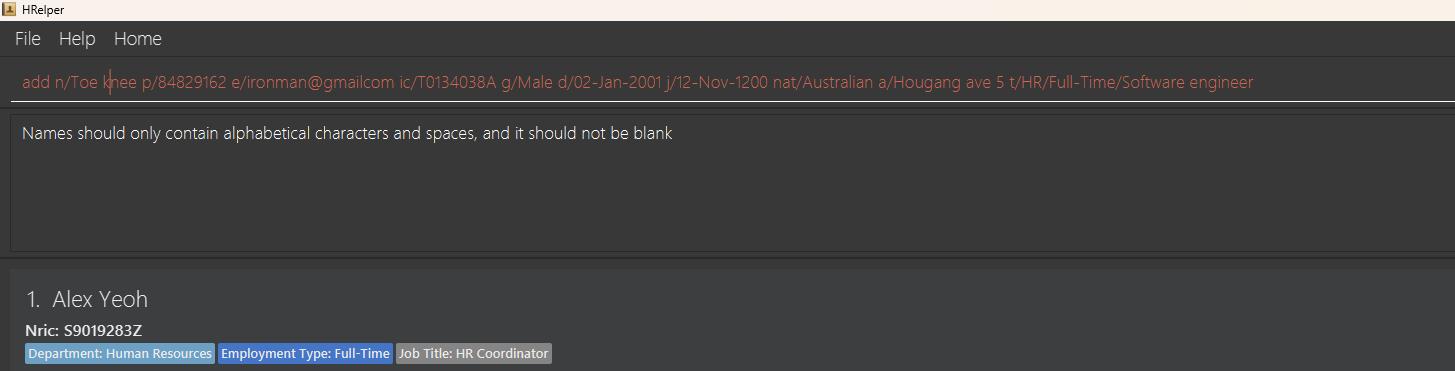 HRelper
File Help Home
add n/Toe knee p/84829162 e/ironman@gmailcom ic/T0134038A g/Male d/02-Jan-2001 j/12-Nov-1200 nat/Australian a/Hougang ave 5 t/HR/Full-Time/Software engineer
Names should only contain alphabetical characters and spaces, and it should not be blank
1. Alex Yeoh
Nric: S9019283Z
Department: Human Resources Employment Type: Full-Time Job Title: HR Coordinator